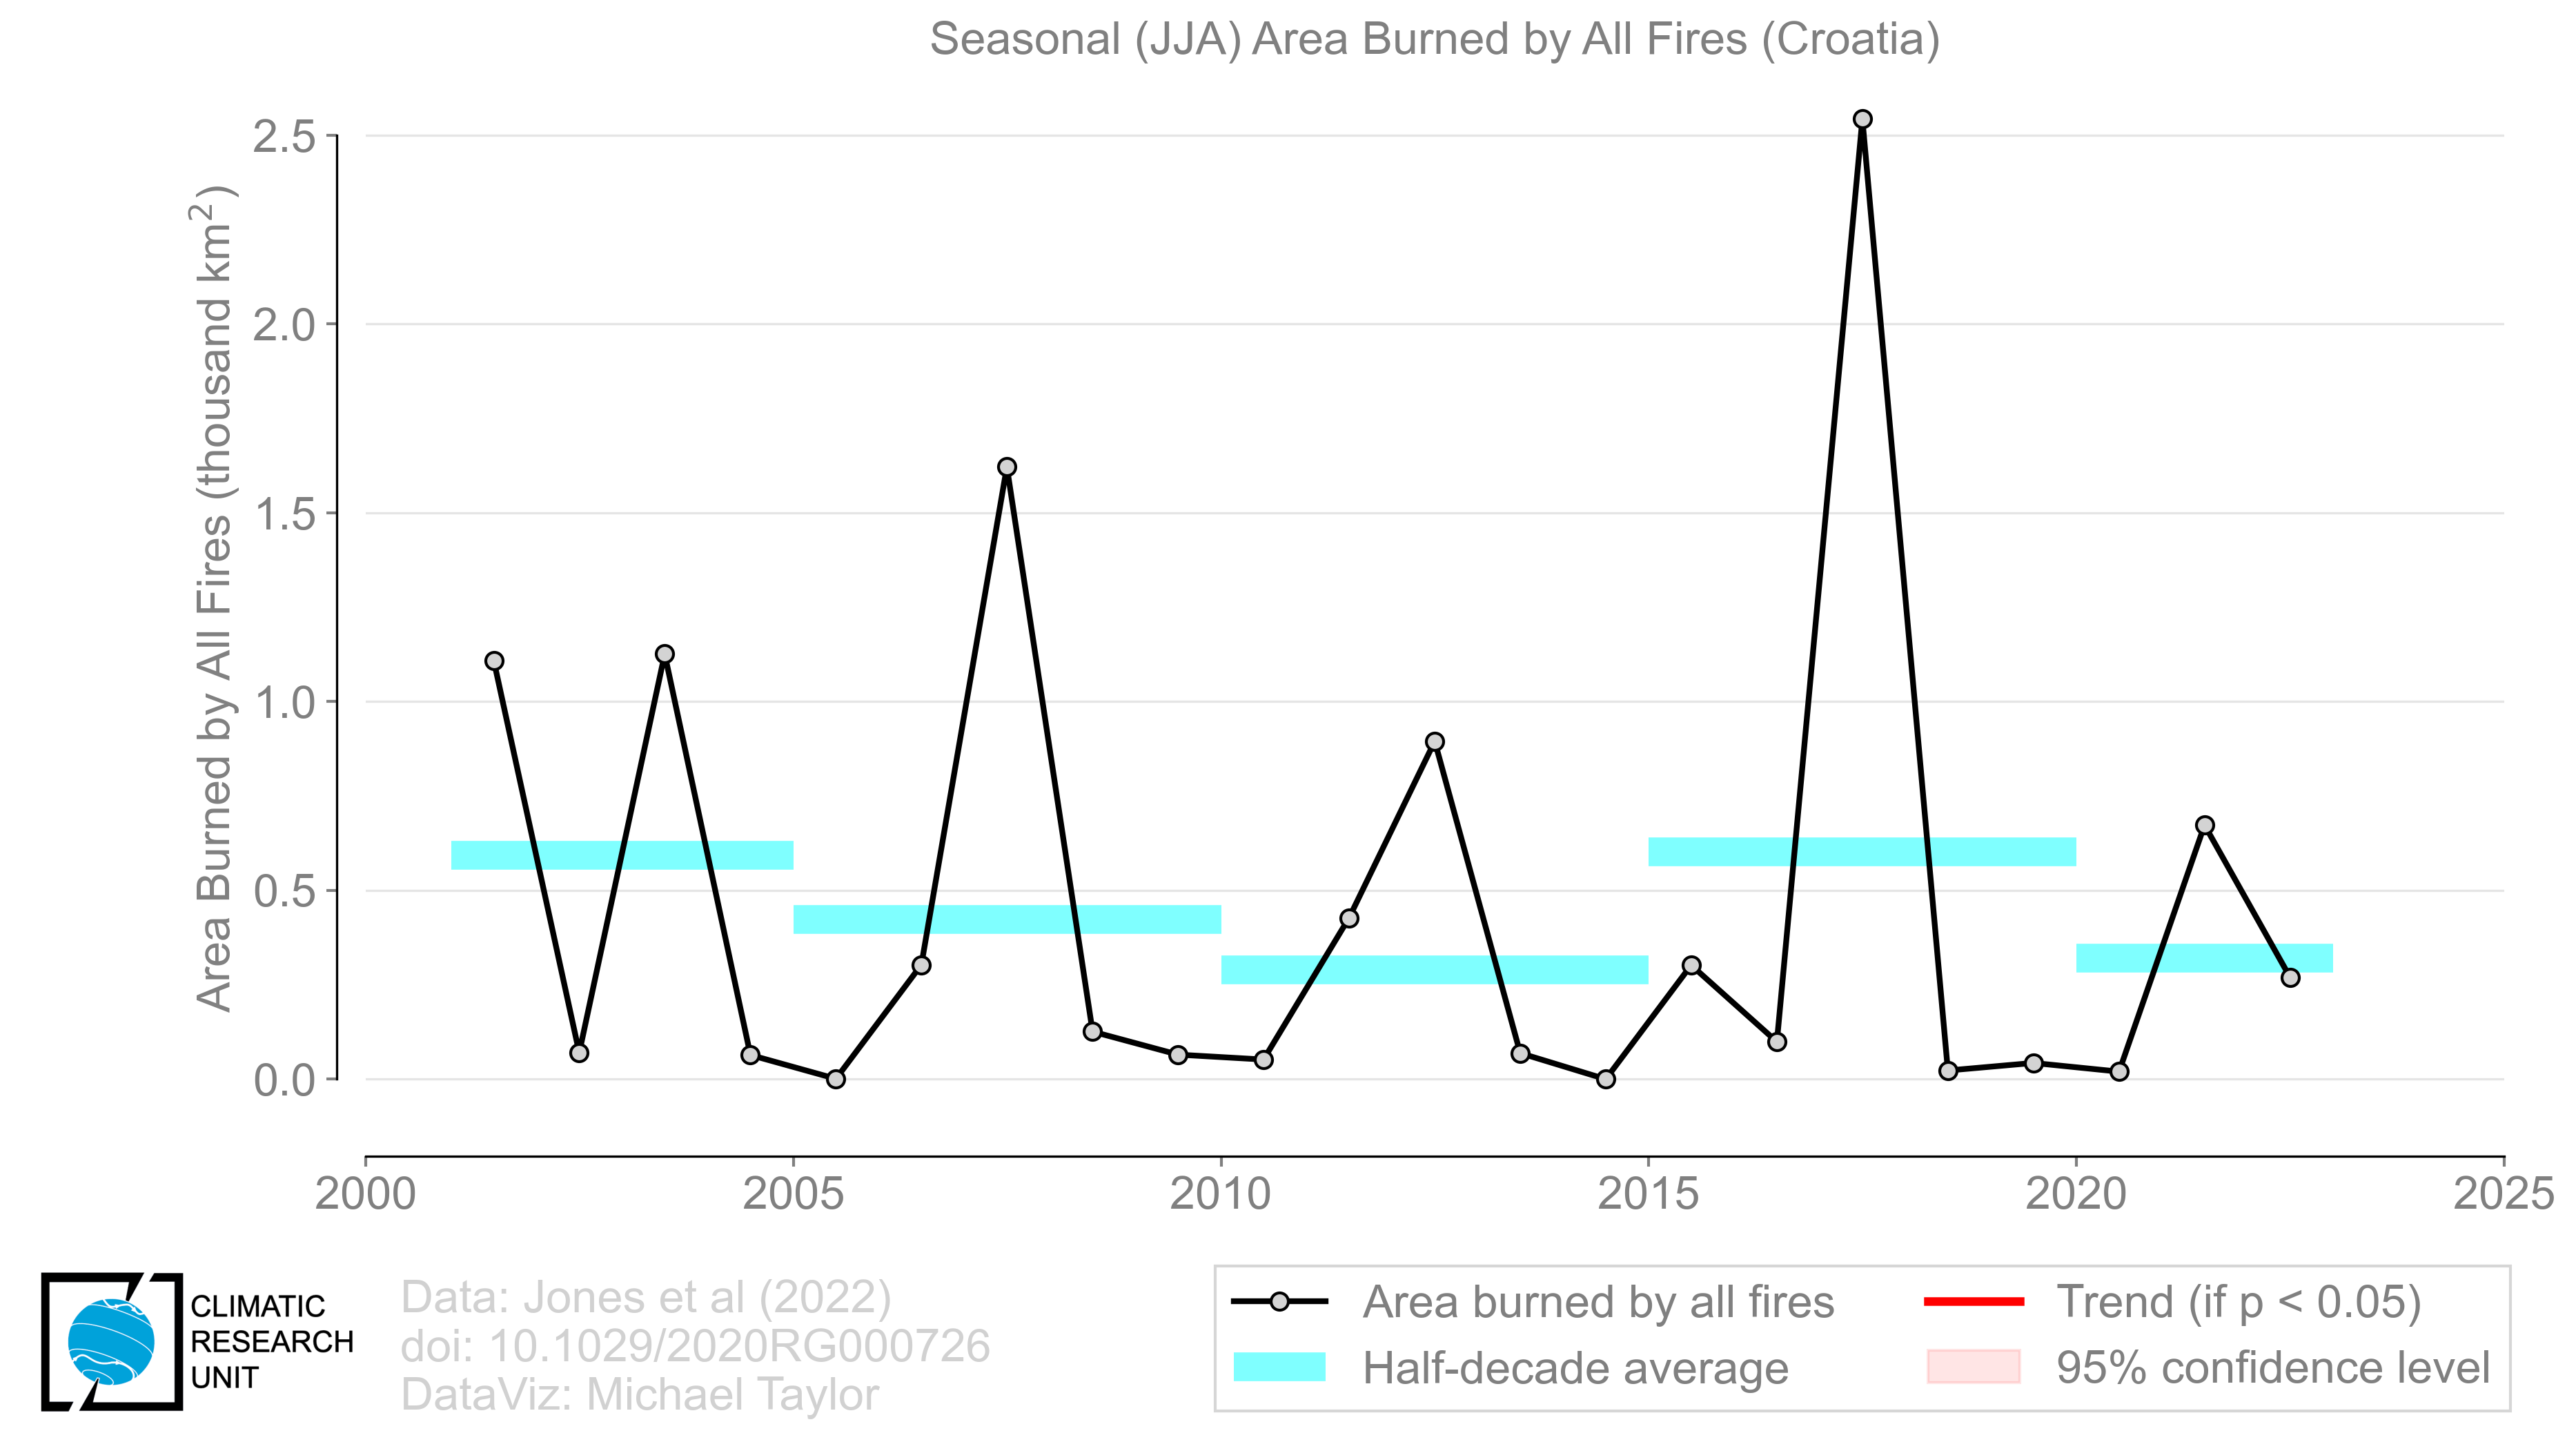 Seasonal (JJA) Area Burned by All Fires (Croatia)
Area Burned by All Fires (thousand km²)
2.5
2.0
1.5
1.0
0.5
0.0
2000 2005 2010 2015 2020 2025
CLIMATIC
RESEARCH
UNIT
Data: Jones et al (2022)
doi: 10.1029/2020RG000726
DataViz: Michael Taylor
Area burned by all fires
Half-decade average
Trend (if p < 0.05)
95% confidence level